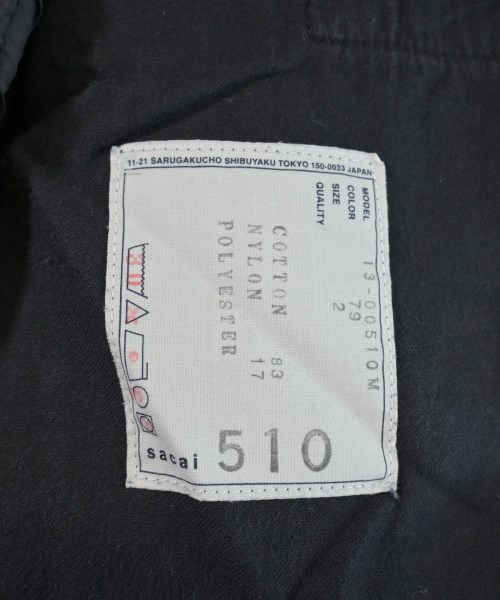 11-21 SARUGAKUCHO SHIBUYAKU TOKYO 150-0033 JAPAN
MODEL 13-00510M
COLOR 79
SIZE 2
QUALITY
COTTON 83
NYLON 17
POLYESTER
sacai 510